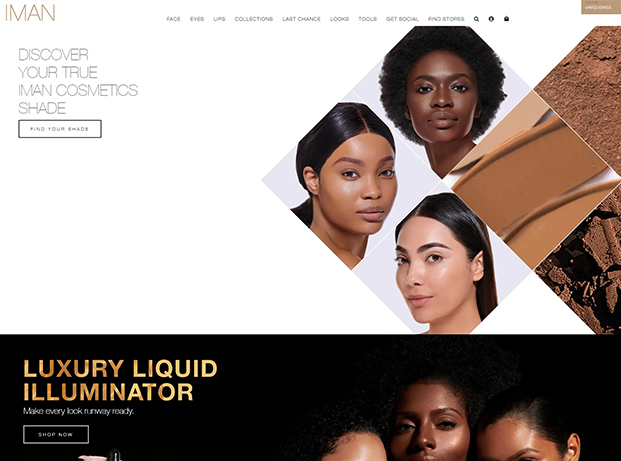 IMAN
UNITED STATES
FACE EYES LIPS COLLECTIONS LAST CHANCE LOOKS TOOLS GET SOCIAL FIND STORES
DISCOVER
YOUR TRUE
IMAN COSMETICS
SHADE
FIND YOUR SHADE
LUXURY LIQUID
ILLUMINATOR
Make every look runway ready.
SHOP NOW